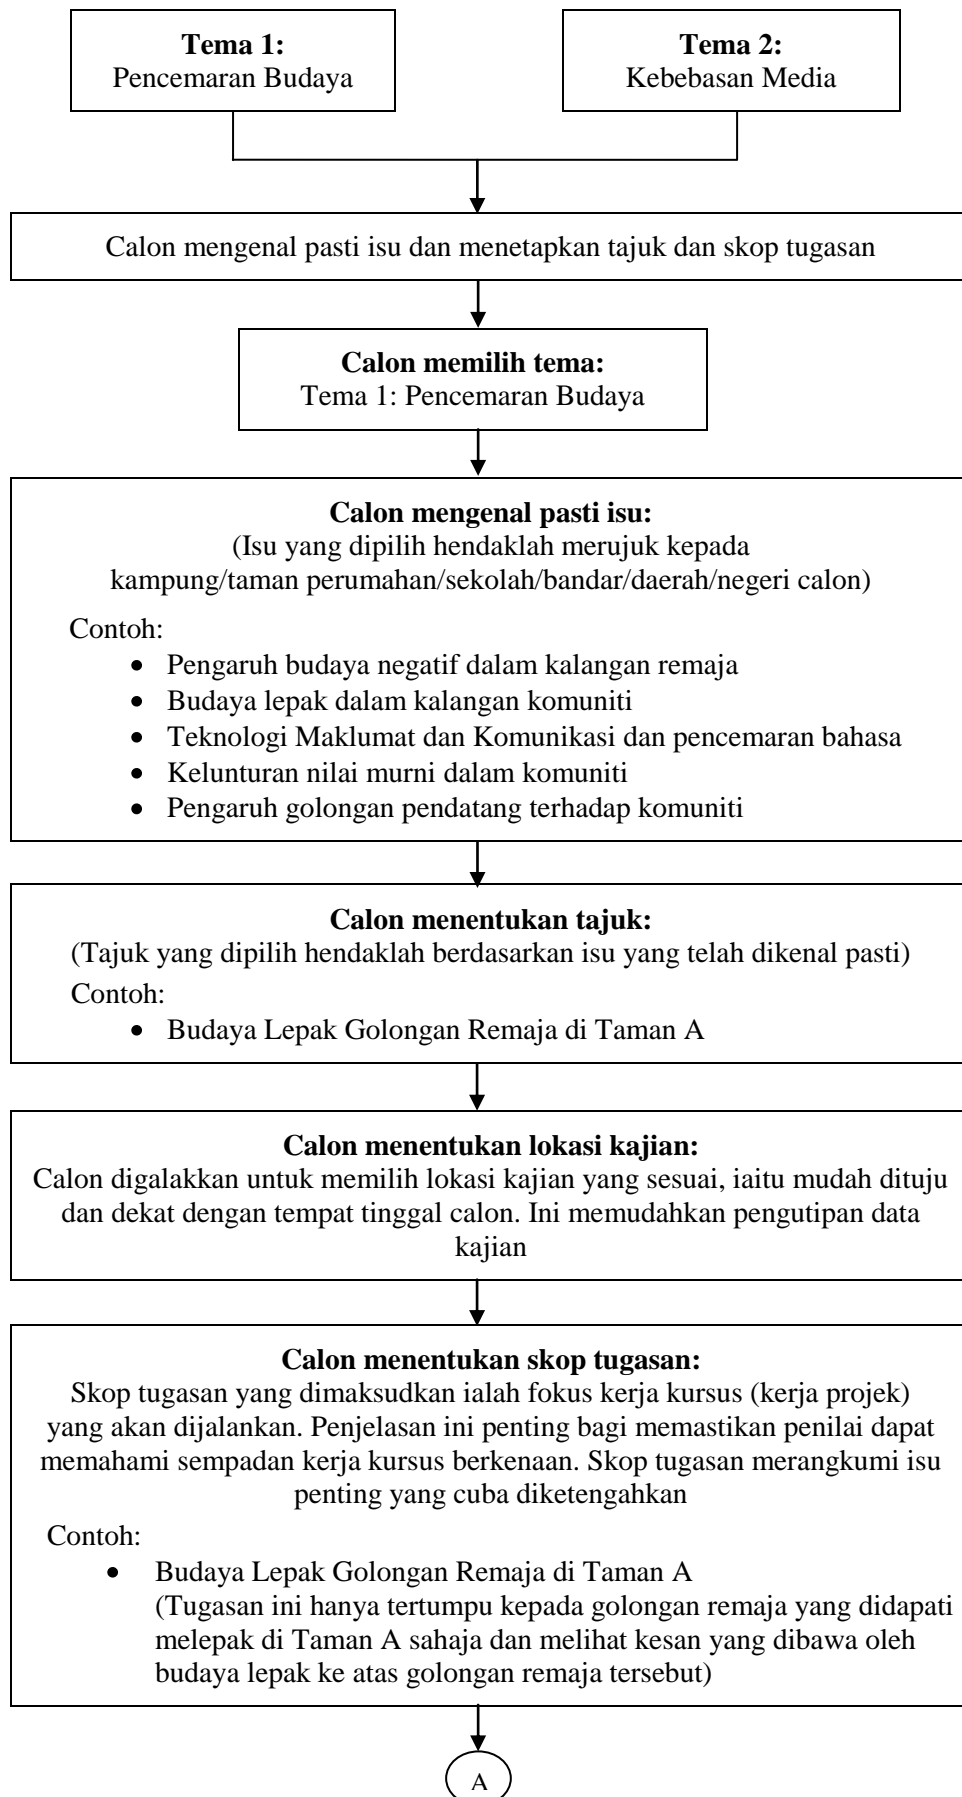 Tema 1:
Pencemaran Budaya
Tema 2:
Kebebasan Media
Calon mengenal pasti isu dan menetapkan tajuk dan skop tugasan
Calon memilih tema:
Tema 1: Pencemaran Budaya
Calon mengenal pasti isu:
(Isu yang dipilih hendaklah merujuk kepada
kampung/taman perumahan/sekolah/bandar/daerah/negeri calon)
Contoh:
• Pengaruh budaya negatif dalam kalangan remaja
• Budaya lepak dalam kalangan komuniti
• Teknologi Maklumat dan Komunikasi dan pencemaran bahasa
• Kelunturan nilai murni dalam komuniti
• Pengaruh golongan pendatang terhadap komuniti
Calon menentukan tajuk:
(Tajuk yang dipilih hendaklah berdasarkan isu yang telah dikenal pasti)
Contoh:
• Budaya Lepak Golongan Remaja di Taman A
Calon menentukan lokasi kajian:
Calon digalakkan untuk memilih lokasi kajian yang sesuai, iaitu mudah dituju
dan dekat dengan tempat tinggal calon. Ini memudahkan pengutipan data
kajian
Calon menentukan skop tugasan:
Skop tugasan yang dimaksudkan ialah fokus kerja kursus (kerja projek)
yang akan dijalankan. Penjelasan ini penting bagi memastikan penilai dapat
memahami sempadan kerja kursus berkenaan. Skop tugasan merangkumi isu
penting yang cuba diketengahkan
Contoh:
• Budaya Lepak Golongan Remaja di Taman A
(Tugasan ini hanya tertumpu kepada golongan remaja yang didapati
melepak di Taman A sahaja dan melihat kesan yang dibawa oleh
budaya lepak ke atas golongan remaja tersebut)
A